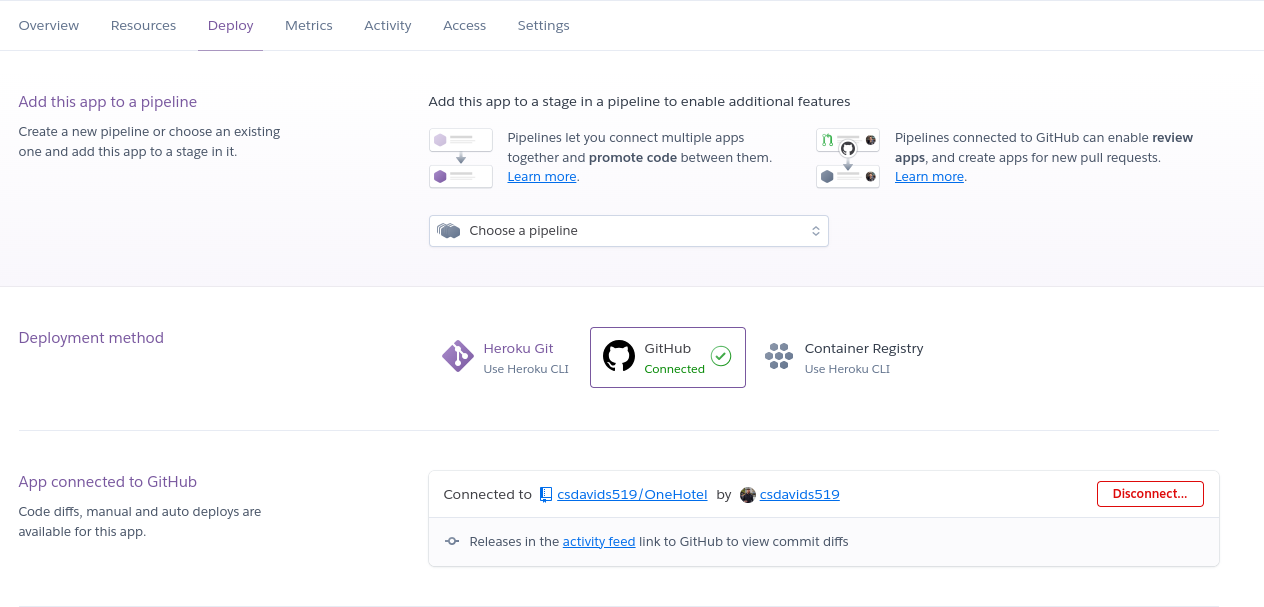 Overview Resources Deploy Metrics Activity Access Settings
Add this app to a pipeline
Create a new pipeline or choose an existing
one and add this app to a stage in it.
Add this app to a stage in a pipeline to enable additional features
Pipelines let you connect multiple apps
together and promote code between them.
Learn more.
Pipelines connected to GitHub can enable review
apps, and create apps for new pull requests.
Learn more.
Choose a pipeline
Deployment method
Heroku Git
Use Heroku CLI
GitHub
Connected
Container Registry
Use Heroku CLI
App connected to GitHub
Code diffs, manual and auto deploys are
available for this app.
Connected to csdavids519/OneHotel by csdavids519
Disconnect...
Releases in the activity feed link to GitHub to view commit diffs